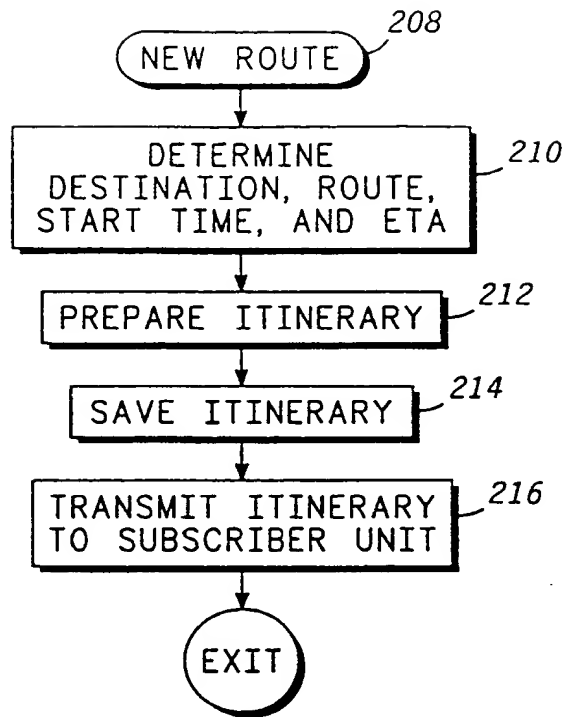 208
NEW ROUTE
210
DETERMINE
DESTINATION, ROUTE,
START TIME, AND ETA
212
PREPARE ITINERARY
214
SAVE ITINERARY
216
TRANSMIT ITINERARY
TO SUBSCRIBER UNIT
EXIT